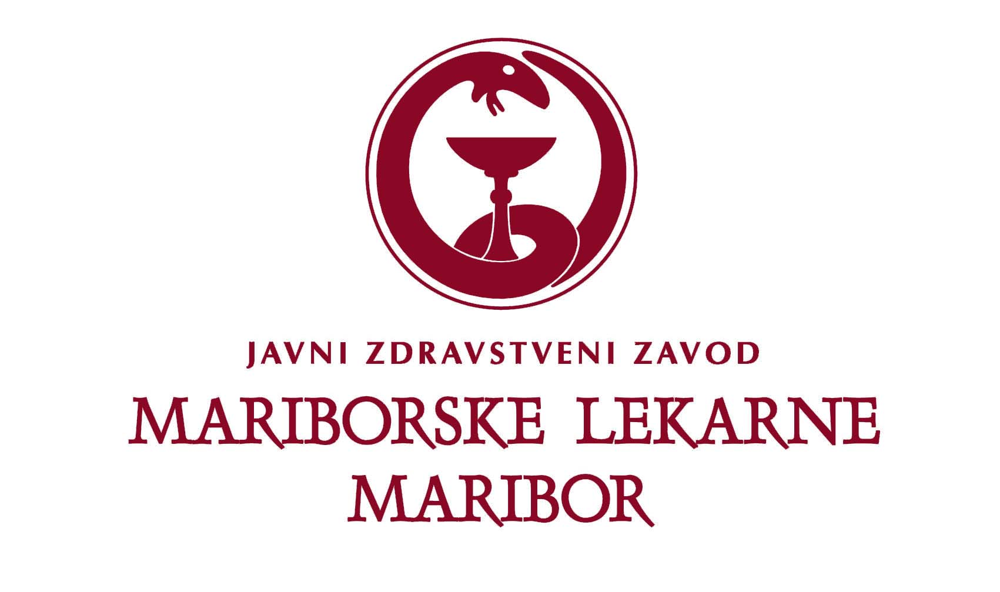 JAVNI ZDRAVSTVENI ZAVOD
MARIBORSKE LEKARNE
MARIBOR